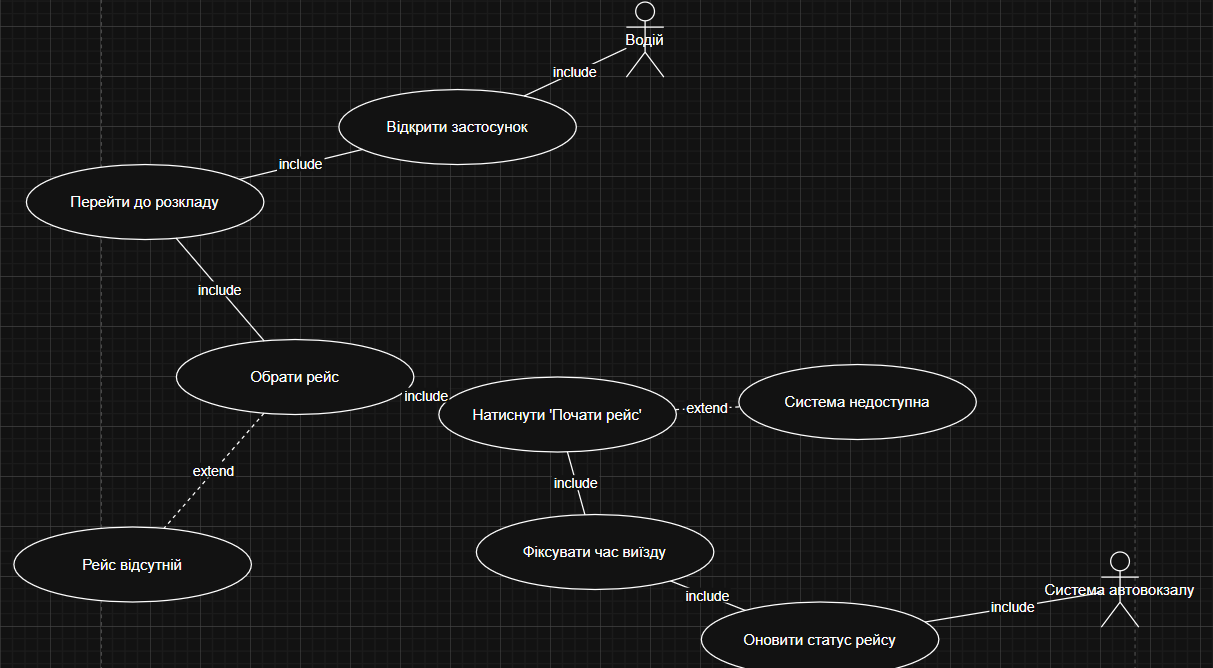 Водій
include
Відкрити застосунок
include
Перейти до розкладу
include
Обрати рейс
include
Натиснути 'Почати рейс'
extend
Система недоступна
extend
include
Рейс відсутній
Фіксувати час виїзду
include
Система автовокзалу
include
Оновити статус рейсу